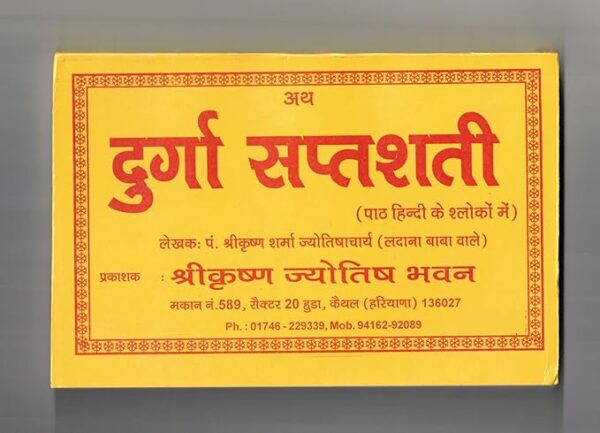 अथ
दुर्गा सप्तशती
(पाठ हिन्दी के श्लोकों में)
लेखक: पं. श्रीकृष्ण शर्मा ज्योतिषाचार्य (लदाना बाबा वाले)
प्रकाशक : श्रीकृष्ण ज्योतिष भवन
मकान नं.589, सैक्टर 20 हुडा, कैथल (हरियाणा) 136027
Ph. : 01746 - 229339, Mob. 94162-92089